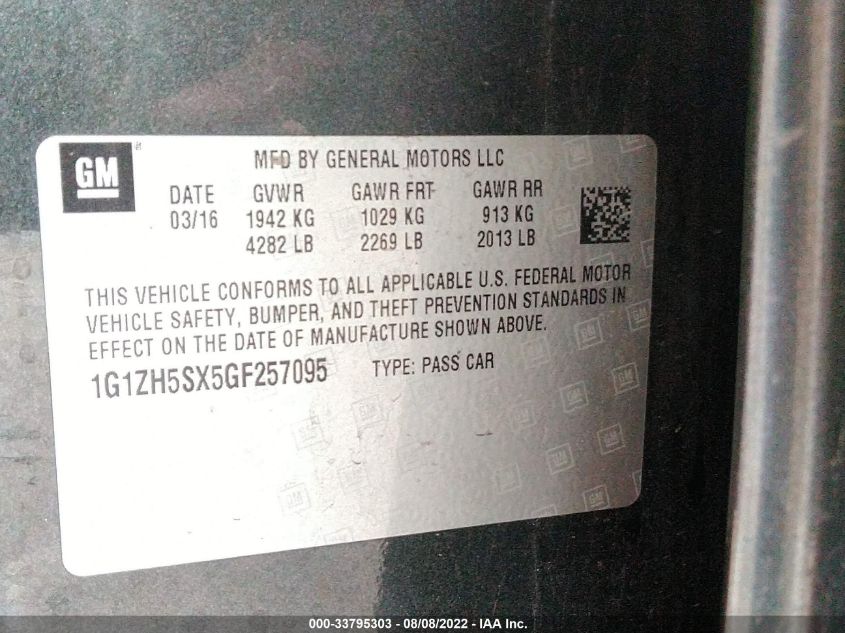 GM
MFD BY GENERAL MOTORS LLC
DATE GVWR GAWR FRT GAWR RR
03/16 1942 KG 1029 KG 913 KG
4282 LB 2269 LB 2013 LB
THIS VEHICLE CONFORMS TO ALL APPLICABLE U.S. FEDERAL MOTOR
VEHICLE SAFETY, BUMPER, AND THEFT PREVENTION STANDARDS IN
EFFECT ON THE DATE OF MANUFACTURE SHOWN ABOVE.
1G1ZH5SX5GF257095 TYPE: PASS CAR
000-33795303 - 08/08/2022 - IAA Inc.